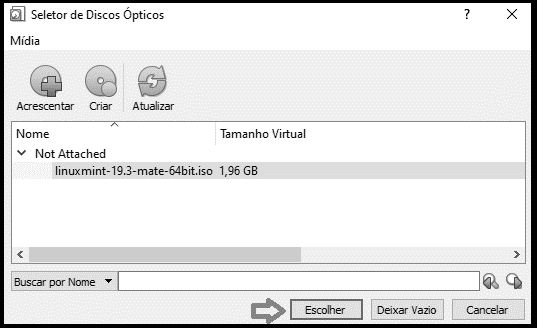 Seletor de Discos Ópticos
?
Mídia
Acrescentar Criar Atualizar
Nome Tamanho Virtual
Not Attached
linuxmint-19.3-mate-64bit.iso 1,96 GB
Buscar por Nome
Escolher Deixar Vazio Cancelar